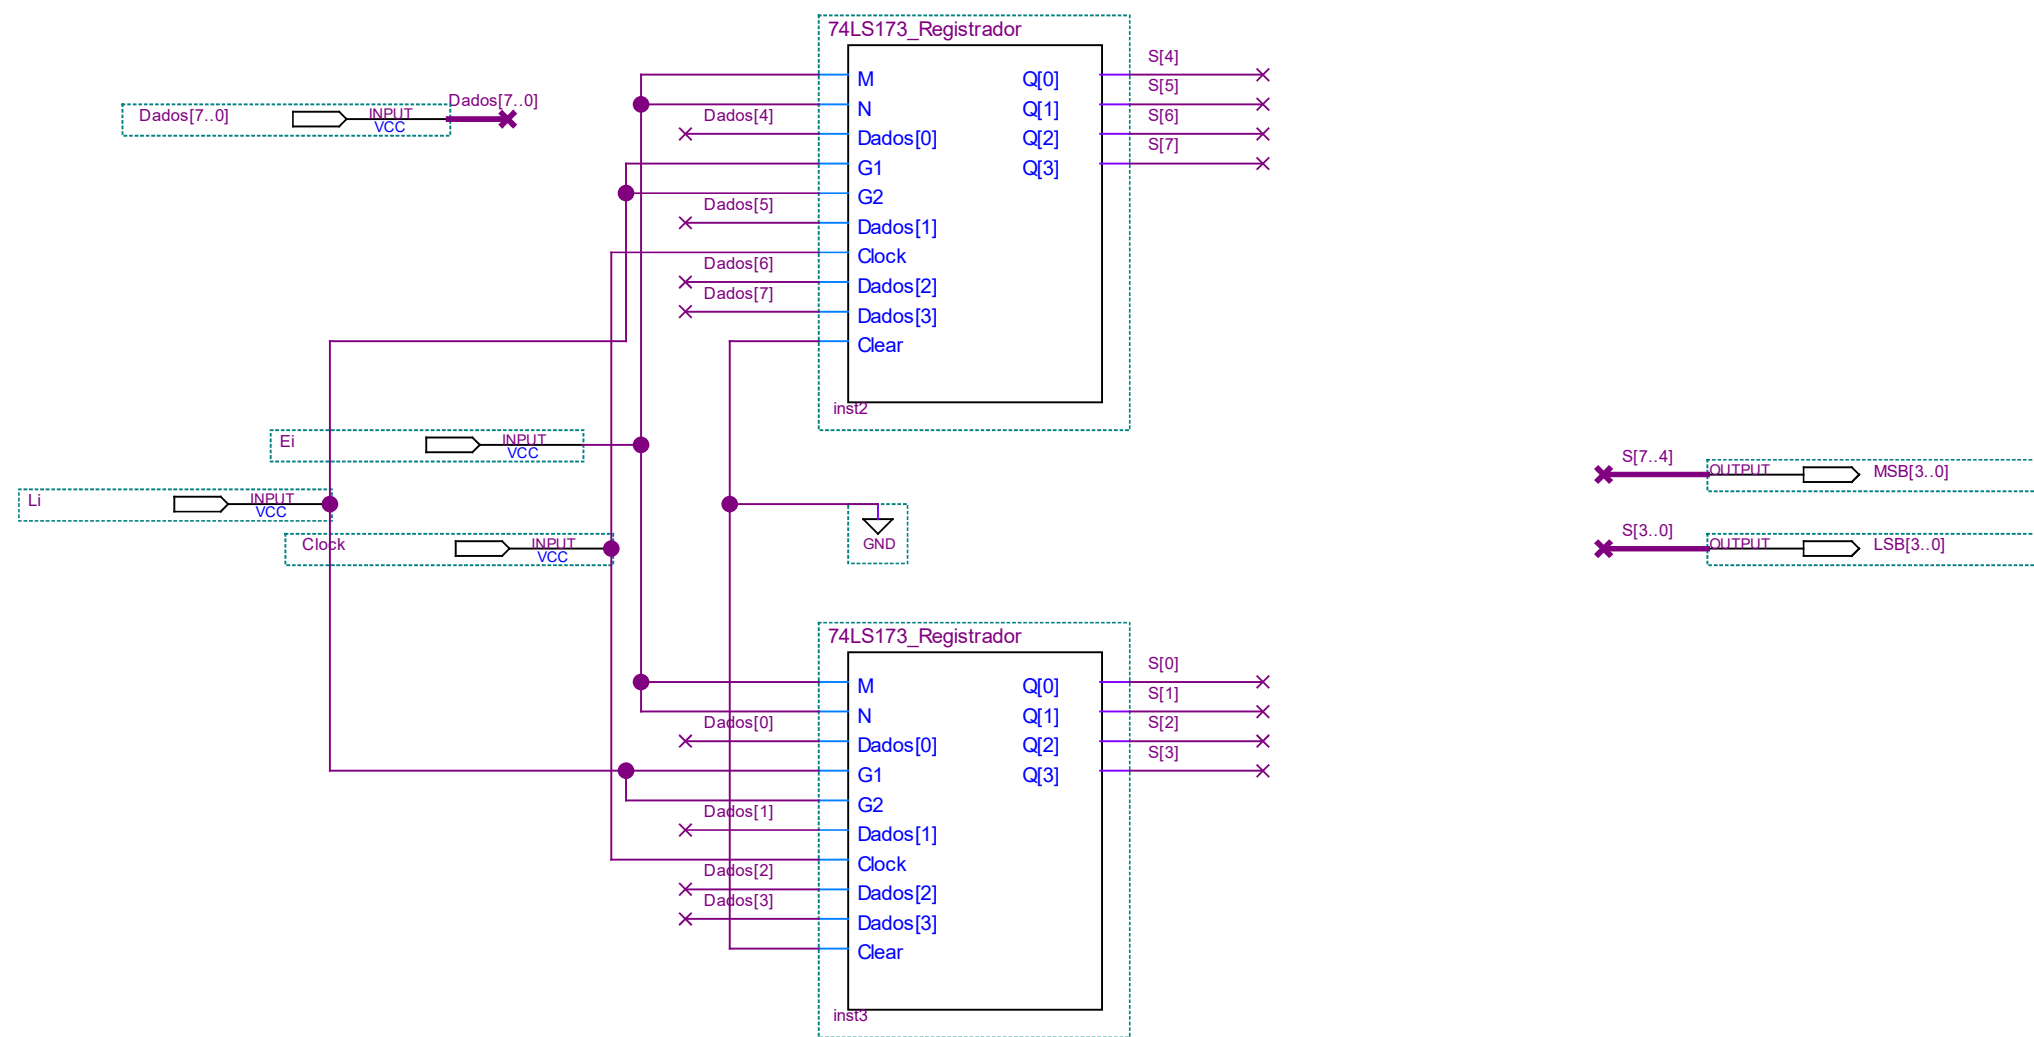 74LS173_Registrador
M
N
Dados[0]
G1
G2
Dados[1]
Clock
Dados[2]
Dados[3]
Clear
Q[0]
Q[1]
Q[2]
Q[3]
inst2
S[4]
S[5]
S[6]
S[7]
Dados[4]
Dados[5]
Dados[6]
Dados[7]
Dados[7..0]
INPUT
VCC
Dados[7..0]
Ei
INPUT
VCC
Li
INPUT
VCC
Clock
INPUT
VCC
GND
S[7..4]
OUTPUT
MSB[3..0]
S[3..0]
OUTPUT
LSB[3..0]
74LS173_Registrador
M
N
Dados[0]
G1
G2
Dados[1]
Clock
Dados[2]
Dados[3]
Clear
Q[0]
Q[1]
Q[2]
Q[3]
inst3
S[0]
S[1]
S[2]
S[3]
Dados[0]
Dados[1]
Dados[2]
Dados[3]